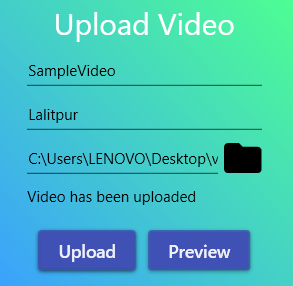 Upload Video
SampleVideo
Lalitpur
C:\Users\LENOVO\Desktop\v
Video has been uploaded
Upload
Preview